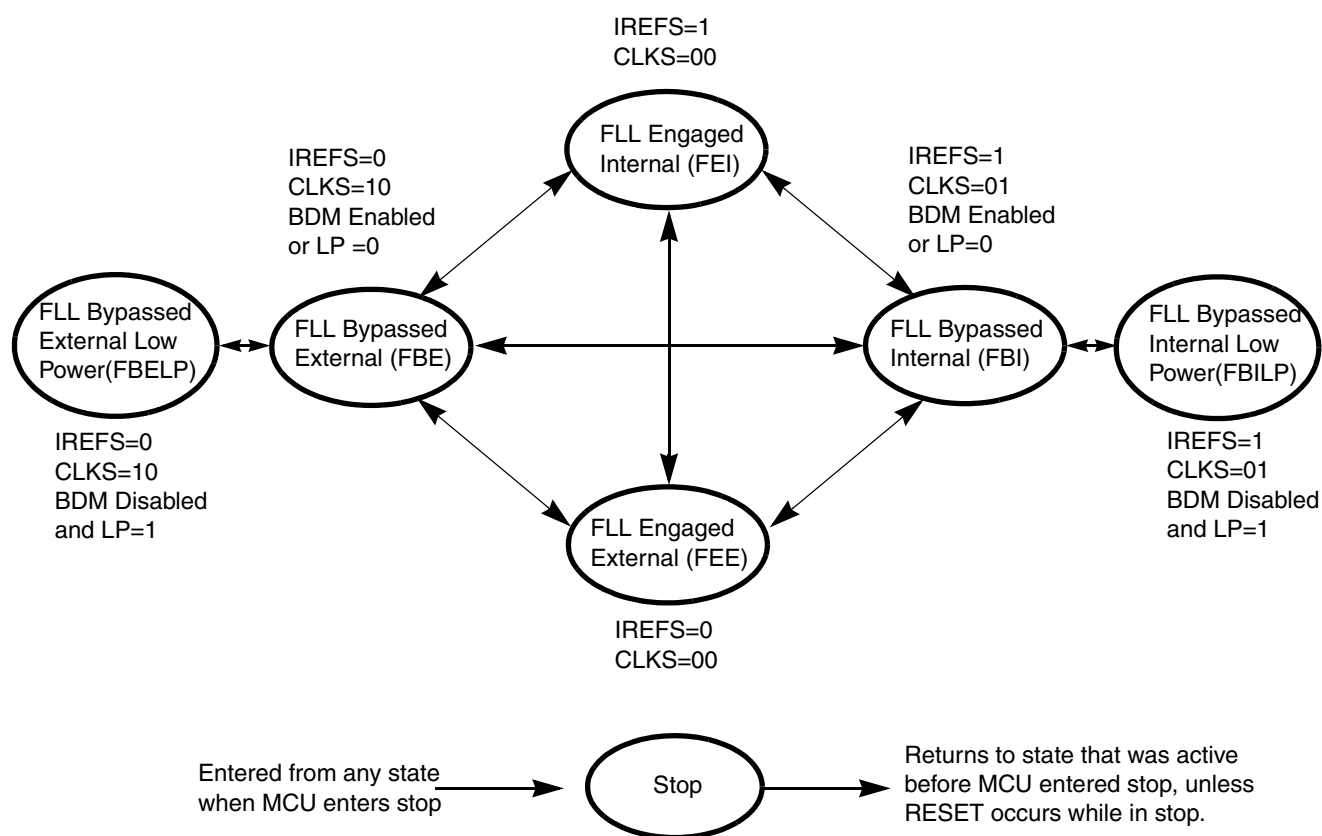 IREFS=1
CLKS=00
FLL Engaged
Internal (FEI)
IREFS=0
CLKS=10
BDM Enabled
or LP =0
IREFS=1
CLKS=01
BDM Enabled
or LP=0
FLL Bypassed
External Low
Power(FBELP)
FLL Bypassed
External (FBE)
FLL Bypassed
Internal (FBI)
FLL Bypassed
Internal Low
Power(FBILP)
IREFS=0
CLKS=10
BDM Disabled
and LP=1
FLL Engaged
External (FEE)
IREFS=1
CLKS=01
BDM Disabled
and LP=1
IREFS=0
CLKS=00
Entered from any state
when MCU enters stop
Stop
Returns to state that was active
before MCU entered stop, unless
RESET occurs while in stop.